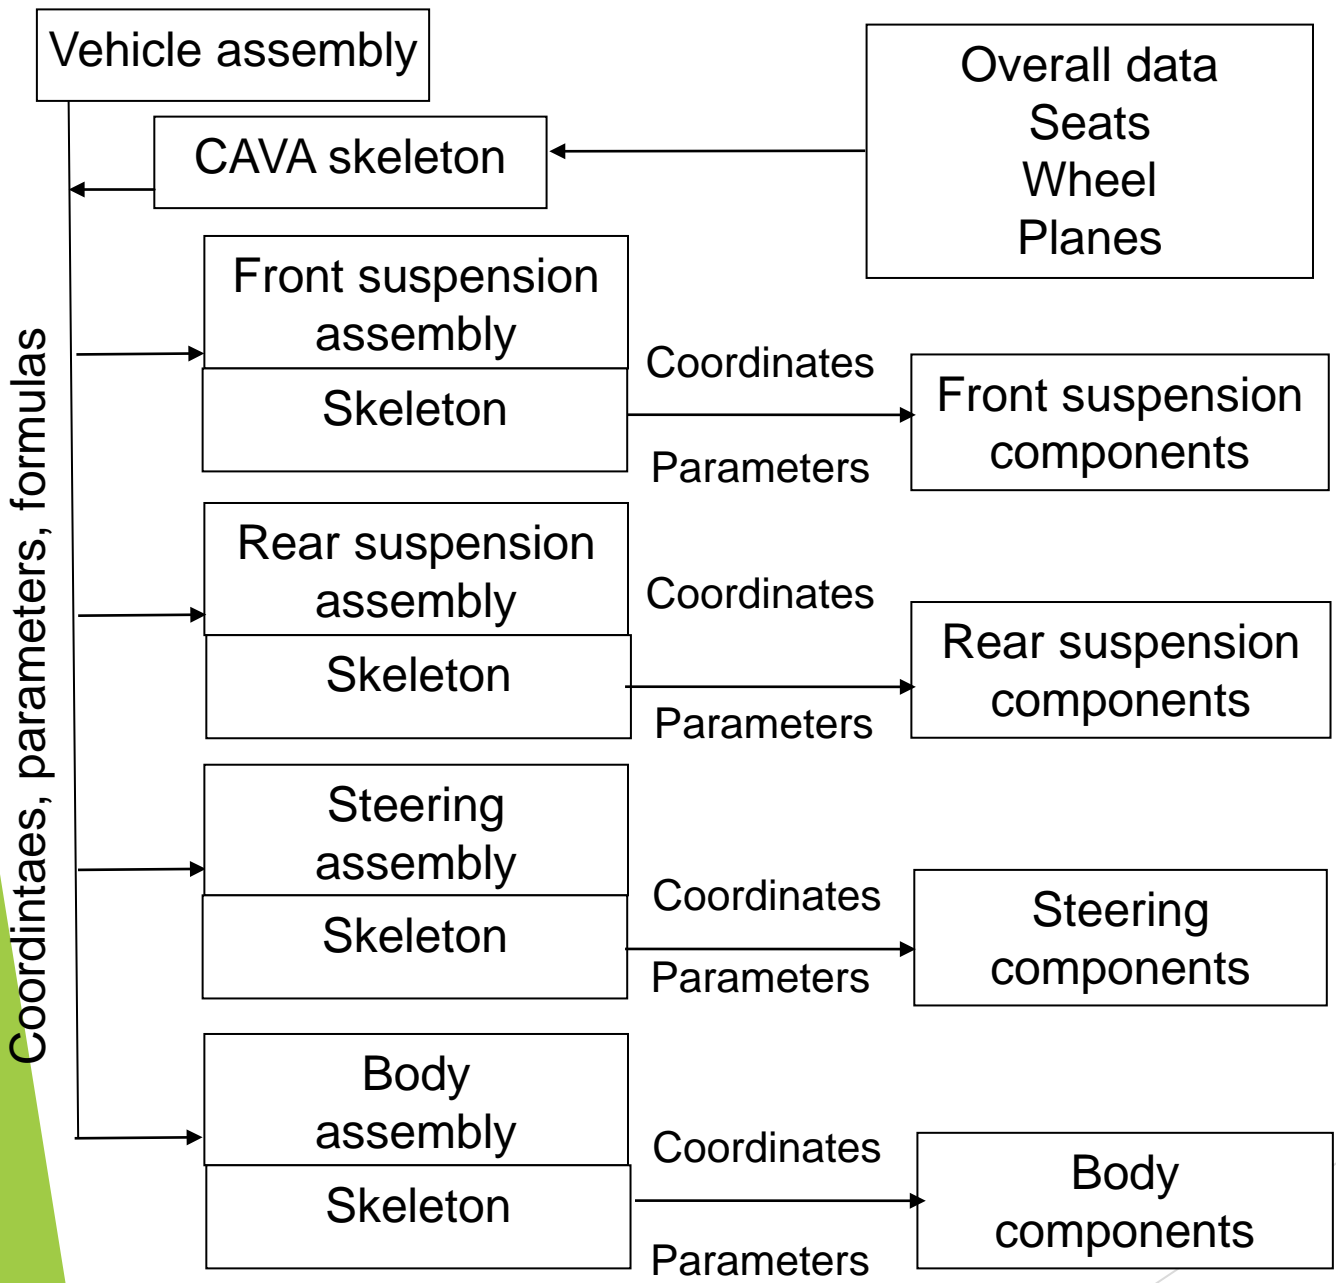 Vehicle assembly
Overall data
Seats
Wheel
Planes
CAVA skeleton
Coordintaes, parameters, formulas
Front suspension
assembly
Skeleton
Coordinates
Parameters
Front suspension
components
Rear suspension
assembly
Skeleton
Coordinates
Parameters
Rear suspension
components
Steering
assembly
Skeleton
Coordinates
Parameters
Steering
components
Body
assembly
Skeleton
Coordinates
Parameters
Body
components